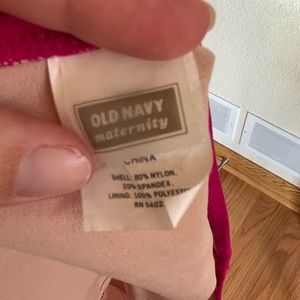 OLD NAVY
maternity
CHINA
SHELL: 80% NYLON.
20% SPANDEX.
LINING: 100% POLYESTER
RN 54023